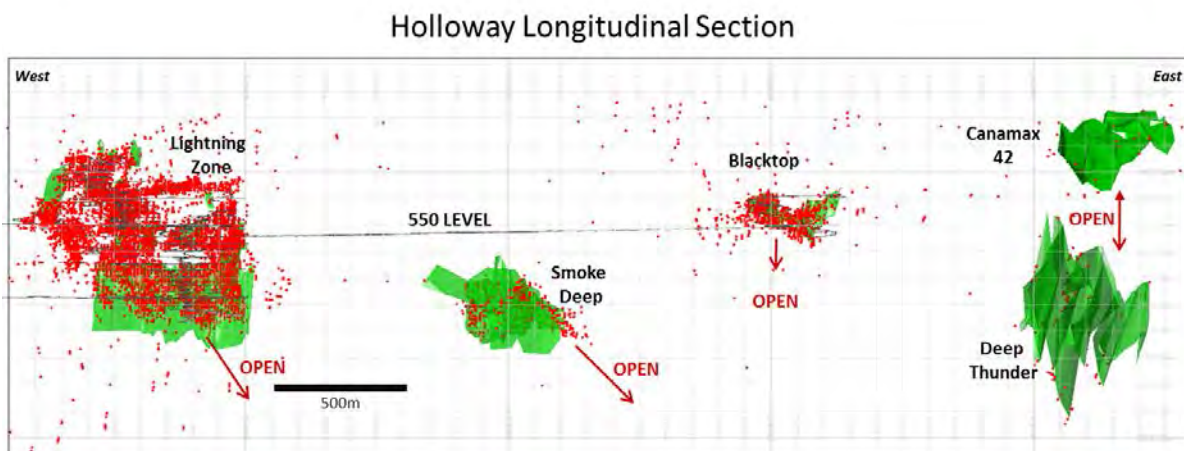 Holloway Longitudinal Section
West
East
Lightning
Zone
Canamax
42
Blacktop
550 LEVEL
OPEN
Smoke
Deep
OPEN
OPEN
OPEN
Deep
Thunder
500m